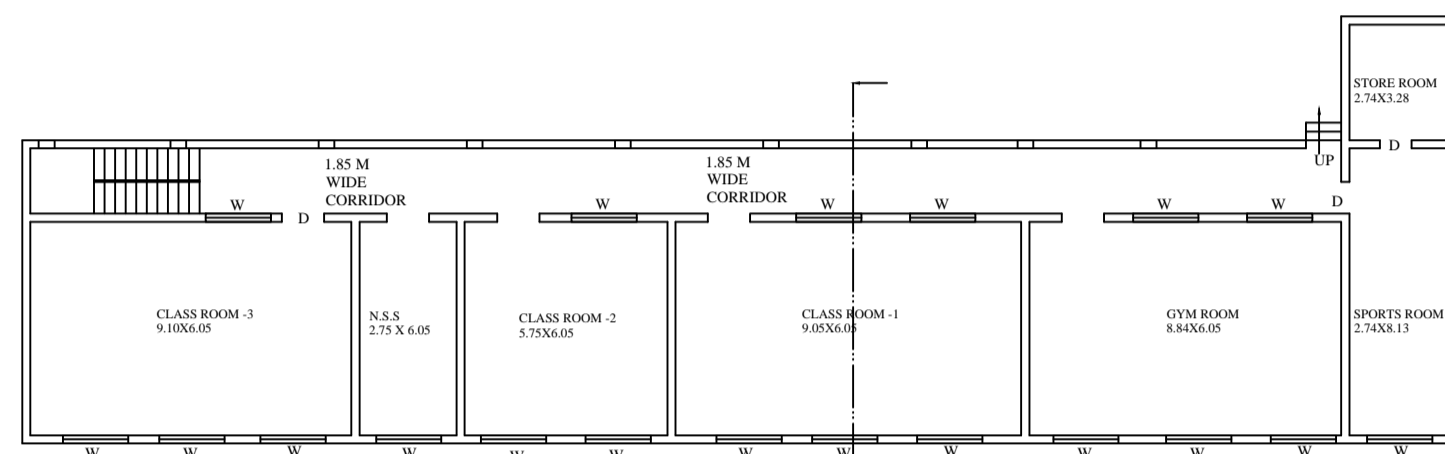 STORE ROOM
2.74X3.28
D
UP
1.85 M
WIDE
CORRIDOR
1.85 M
WIDE
CORRIDOR
W
D
W
W
W
W
W
D
CLASS ROOM -3
9.10X6.05
N.S.S
2.75 X 6.05
CLASS ROOM -2
5.75X6.05
CLASS ROOM -1
9.05X6.05
GYM ROOM
8.84X6.05
SPORTS ROOM
2.74X8.13
W
W
W
W
W
W
W
W
W
W
W
W
W